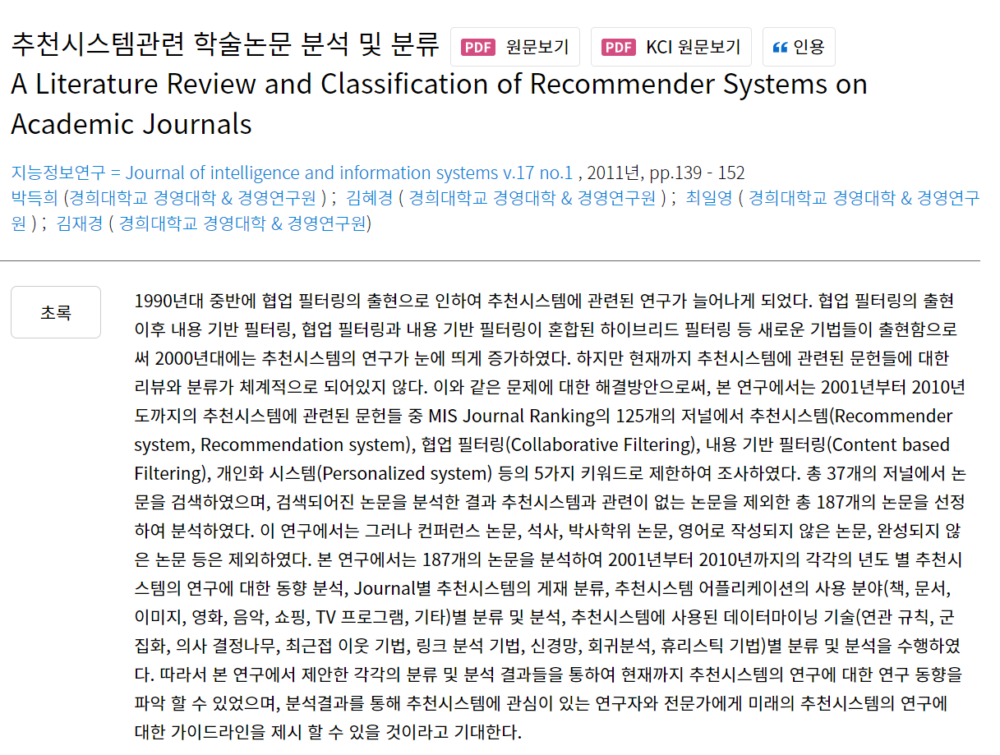 추천시스템관련 학술논문 분석 및 분류 PDF 원문보기 PDF KCI 원문보기 인용
A Literature Review and Classification of Recommender Systems on
Academic Journals
지능정보연구 = Journal of intelligence and information systems v.17 no.1 , 2011년, pp.139 - 152
박득희 (경희대학교 경영대학 & 경영연구원 ) ; 김혜경 ( 경희대학교 경영대학 & 경영연구원 ) ; 최일영 ( 경희대학교 경영대학 & 경영연구
원 ) ; 김재경 ( 경희대학교 경영대학 & 경영연구원)
초록
1990년대 중반에 협업 필터링의 출현으로 인하여 추천시스템에 관련된 연구가 늘어나게 되었다. 협업 필터링의 출현
이후 내용 기반 필터링, 협업 필터링과 내용 기반 필터링이 혼합된 하이브리드 필터링 등 새로운 기법들이 출현함으로
써 2000년대에는 추천시스템의 연구가 눈에 띄게 증가하였다. 하지만 현재까지 추천시스템에 관련된 문헌들에 대한
리뷰와 분류가 체계적으로 되어있지 않다. 이와 같은 문제에 대한 해결방안으로써, 본 연구에서는 2001년부터 2010년
도까지의 추천시스템에 관련된 문헌들 중 MIS Journal Ranking의 125개의 저널에서 추천시스템(Recommender
system, Recommendation system), 협업 필터링(Collaborative Filtering), 내용 기반 필터링(Content based
Filtering), 개인화 시스템(Personalized system) 등의 5가지 키워드로 제한하여 조사하였다. 총 37개의 저널에서 논
문을 검색하였으며, 검색되어진 논문을 분석한 결과 추천시스템과 관련이 없는 논문을 제외한 총 187개의 논문을 선정
하여 분석하였다. 이 연구에서는 그러나 컨퍼런스 논문, 석사, 박사학위 논문, 영어로 작성되지 않은 논문, 완성되지 않
은 논문 등은 제외하였다. 본 연구에서는 187개의 논문을 분석하여 2001년부터 2010년까지의 각각의 년도 별 추천시
스템의 연구에 대한 동향 분석, Journal별 추천시스템의 게재 분류, 추천시스템 어플리케이션의 사용 분야(책, 문서,
이미지, 영화, 음악, 쇼핑, TV 프로그램, 기타)별 분류 및 분석, 추천시스템에 사용된 데이터마이닝 기술(연관 규칙, 군
집화, 의사 결정나무, 최근접 이웃 기법, 링크 분석 기법, 신경망, 회귀분석, 휴리스틱 기법)별 분류 및 분석을 수행하였
다. 따라서 본 연구에서 제안한 각각의 분류 및 분석 결과들을 통하여 현재까지 추천시스템의 연구에 대한 연구 동향을
파악 할 수 있었으며, 분석결과를 통해 추천시스템에 관심이 있는 연구자와 전문가에게 미래의 추천시스템의 연구에
대한 가이드라인을 제시 할 수 있을 것이라고 기대한다.